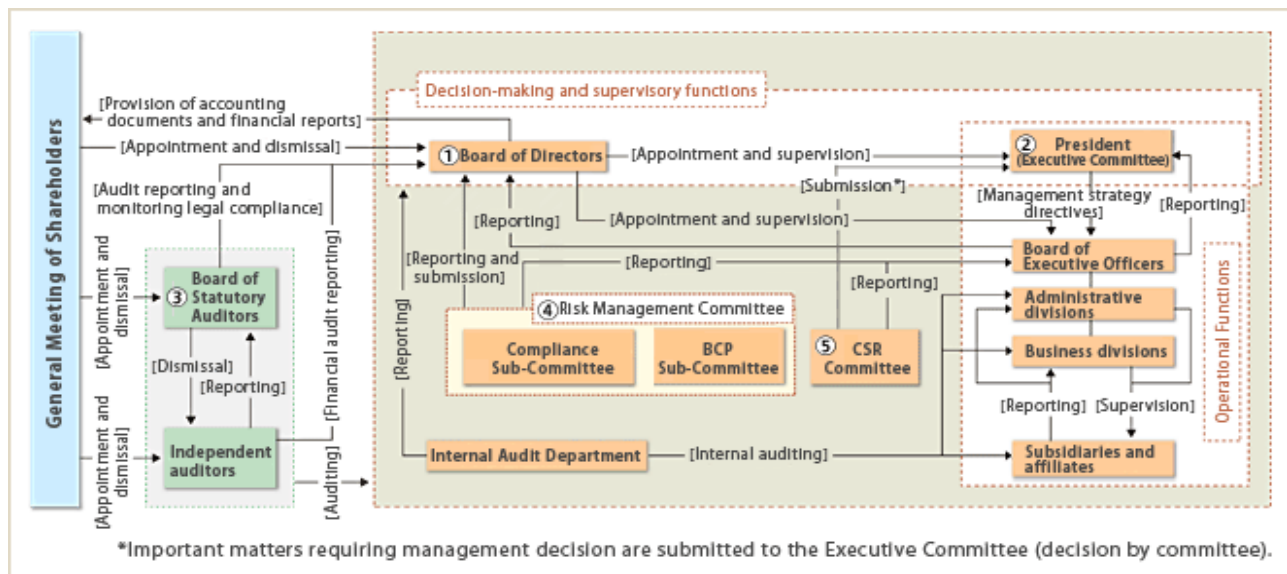 General Meeting of Shareholders
Decision-making and supervisory functions
[Provision of accounting
documents and financial reports]
[Appointment and dismissal]
① Board of Directors
[Appointment and supervision]
② President
(Executive Committee)
[Audit reporting and
monitoring legal compliance]
[Submission*]
[Management strategy
directives]
[Reporting]
[Reporting]
[Appointment and supervision]
[Appointment and
dismissal]
③ Board of
Statutory
Auditors
[Financial audit reporting]
[Reporting]
[Reporting and
submission]
[Reporting]
[Reporting]
Board of
Executive Officers
④ Risk Management Committee
Compliance
Sub-Committee
BCP
Sub-Committee
⑤ CSR
Committee
Administrative
divisions
Business divisions
Operational Functions
[Dismissal]
[Reporting]
[Reporting]
[Supervision]
[Appointment and
dismissal]
Independent
auditors
[Auditing]
Internal Audit Department
[Internal auditing]
Subsidiaries and
affiliates
*Important matters requiring management decision are submitted to the Executive Committee (decision by committee).